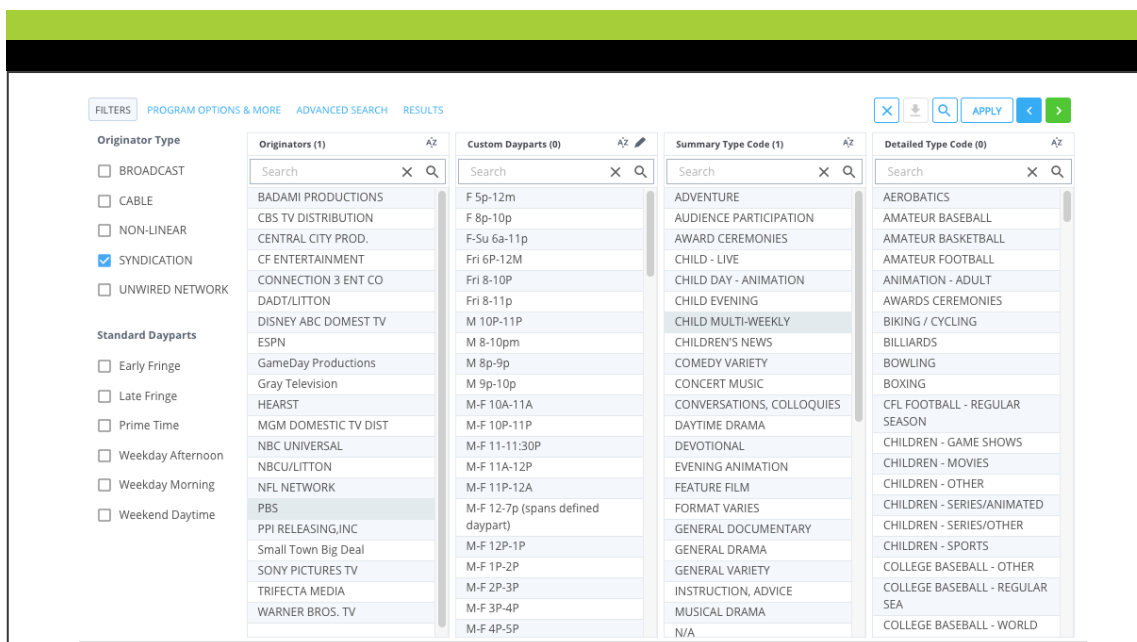 FILTERS PROGRAM OPTIONS & MORE ADVANCED SEARCH RESULTS APPLY
Originator Type
BROADCAST
CABLE
NON-LINEAR
SYNDICATION
UNWIRED NETWORK
Standard Dayparts
Early Fringe
Late Fringe
Prime Time
Weekday Afternoon
Weekday Morning
Weekend Daytime
Originators (1) AZ
Search
BADAMI PRODUCTIONS
CBS TV DISTRIBUTION
CENTRAL CITY PROD.
CF ENTERTAINMENT
CONNECTION 3 ENT CO
DADT/LITTON
DISNEY ABC DOMEST TV
ESPN
GameDay Productions
Gray Television
HEARST
MGM DOMESTIC TV DIST
NBC UNIVERSAL
NBCU/LITTON
NFL NETWORK
PBS
PPI RELEASING,INC
Small Town Big Deal
SONY PICTURES TV
TRIFECTA MEDIA
WARNER BROS. TV
Custom Dayparts (0) AZ
Search
F 5p-12m
F 8p-10p
F-Su 6a-11p
Fri 6P-12M
Fri 8-10P
Fri 8-11p
M 10P-11P
M 8-10pm
M 8p-9p
M 9p-10p
M-F 10A-11A
M-F 10P-11P
M-F 11-11:30P
M-F 11A-12P
M-F 11P-12A
M-F 12-7p (spans defined
daypart)
M-F 12P-1P
M-F 1P-2P
M-F 2P-3P
M-F 3P-4P
M-F 4P-5P
Summary Type Code (1) AZ
Search
ADVENTURE
AUDIENCE PARTICIPATION
AWARD CEREMONIES
CHILD - LIVE
CHILD DAY - ANIMATION
CHILD EVENING
CHILD MULTI-WEEKLY
CHILDREN'S NEWS
COMEDY VARIETY
CONCERT MUSIC
CONVERSATIONS, COLLOQUIES
DAYTIME DRAMA
DEVOTIONAL
EVENING ANIMATION
FEATURE FILM
FORMAT VARIES
GENERAL DOCUMENTARY
GENERAL DRAMA
GENERAL VARIETY
INSTRUCTION, ADVICE
MUSICAL DRAMA
N/A
Detailed Type Code (0) AZ
Search
AEROBATICS
AMATEUR BASEBALL
AMATEUR BASKETBALL
AMATEUR FOOTBALL
ANIMATION - ADULT
AWARDS CEREMONIES
BIKING / CYCLING
BILLIARDS
BOWLING
BOXING
CFL FOOTBALL - REGULAR
SEASON
CHILDREN - GAME SHOWS
CHILDREN - MOVIES
CHILDREN - OTHER
CHILDREN - SERIES/ANIMATED
CHILDREN - SERIES/OTHER
CHILDREN - SPORTS
COLLEGE BASEBALL - OTHER
COLLEGE BASEBALL - REGULAR
SEA
COLLEGE BASEBALL - WORLD